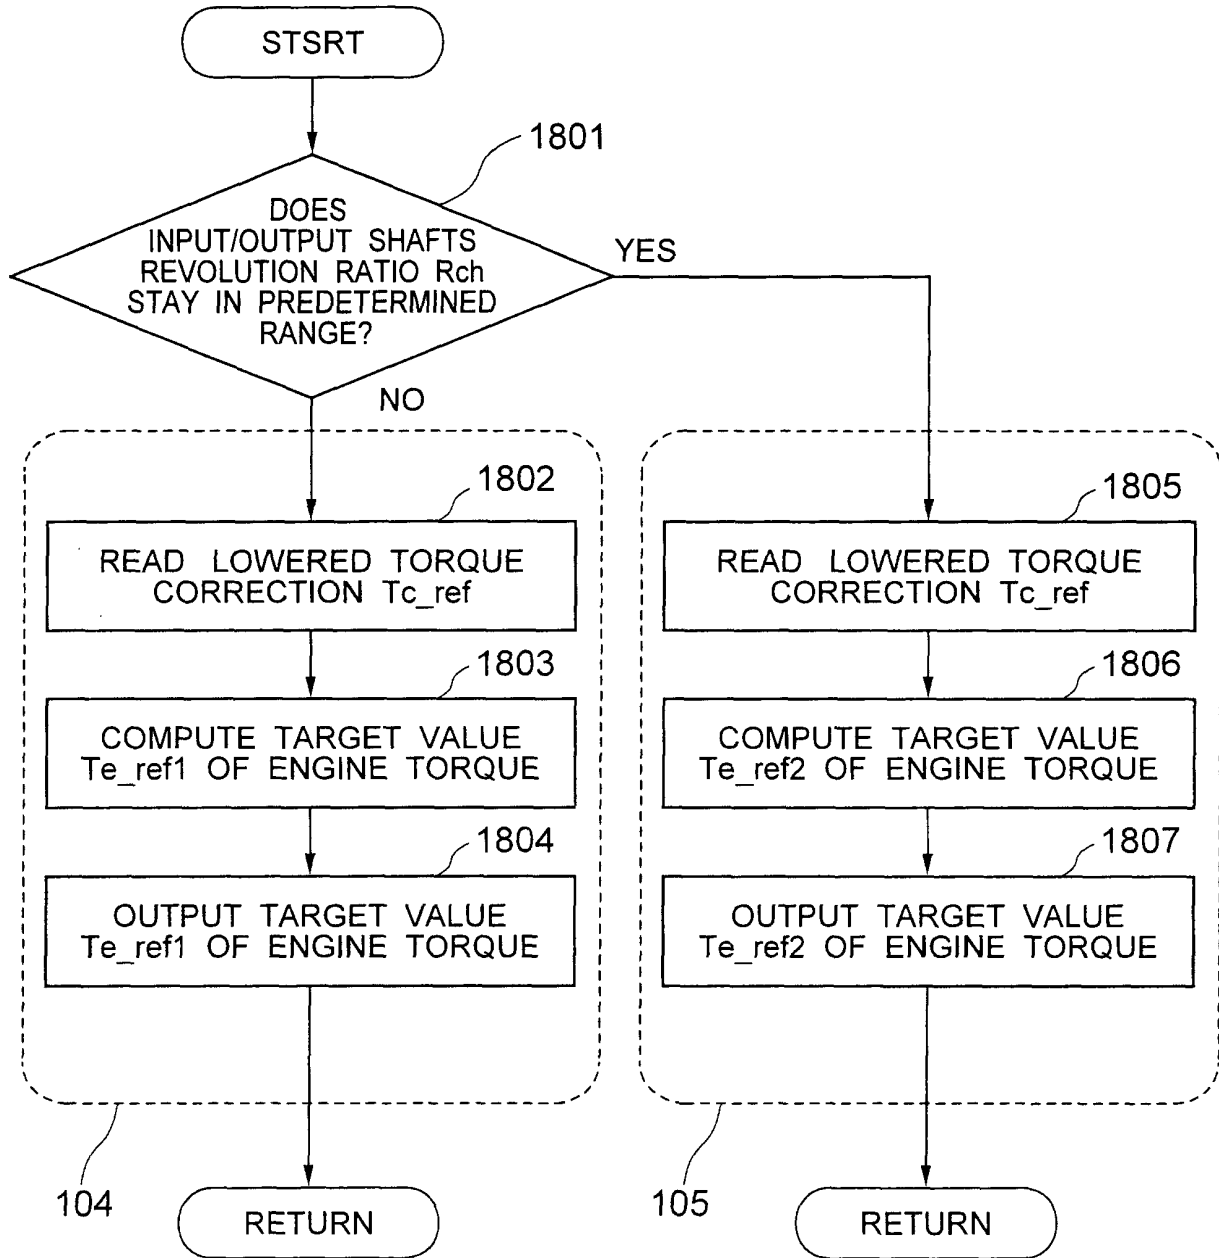 STSRT
1801
DOES
INPUT/OUTPUT SHAFTS
REVOLUTION RATIO Rch
STAY IN PREDETERMINED
RANGE?
YES
NO
1802
READ LOWERED TORQUE
CORRECTION Tc_ref
1803
COMPUTE TARGET VALUE
Te_ref1 OF ENGINE TORQUE
1804
OUTPUT TARGET VALUE
Te_ref1 OF ENGINE TORQUE
104
RETURN
1805
READ LOWERED TORQUE
CORRECTION Tc_ref
1806
COMPUTE TARGET VALUE
Te_ref2 OF ENGINE TORQUE
1807
OUTPUT TARGET VALUE
Te_ref2 OF ENGINE TORQUE
105
RETURN